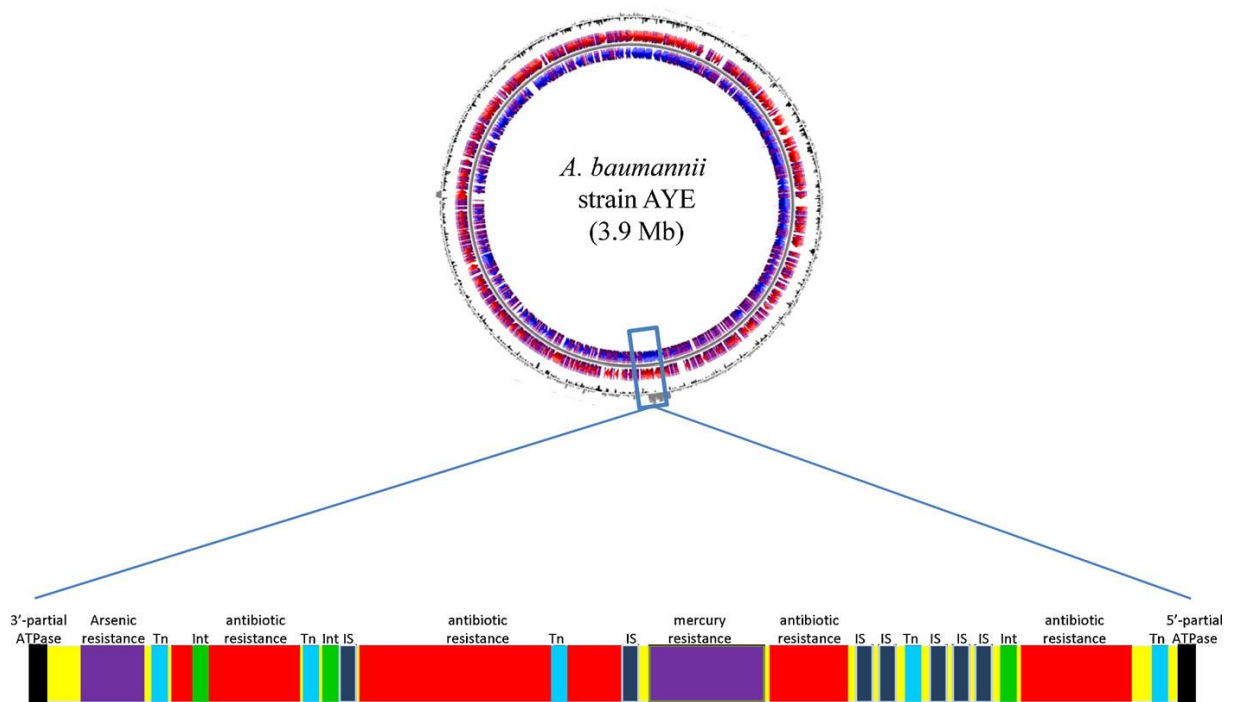 A. baumannii
strain AYE
(3.9 Mb)
3'-partial Arsenic antibiotic antibiotic mercury antibiotic antibiotic 5'-partial
ATPase resistance Tn Int resistance Tn Int IS resistance Tn IS resistance resistance IS IS Tn IS IS IS Int resistance Tn ATPase